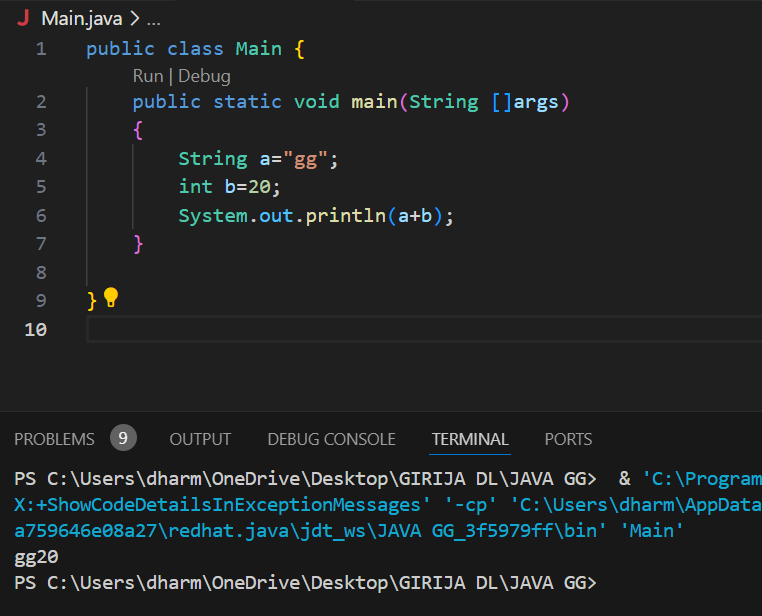 J Main.java > ...
1 public class Main {
Run | Debug
2 public static void main(String []args)
3 {
4 String a="gg";
5 int b=20;
6 System.out.println(a+b);
7 }
8
9 }
10
PROBLEMS 9 OUTPUT DEBUG CONSOLE TERMINAL PORTS
PS C:\Users\dharm\OneDrive\Desktop\GIRIJA DL\JAVA GG> & 'C:\Program
X:+ShowCodeDetailsInExceptionMessages' '-cp' 'C:\Users\dharm\AppData
a759646e08a27\redhat.java\jdt_ws\JAVA GG_3f5979ff\bin' 'Main'
gg20
PS C:\Users\dharm\OneDrive\Desktop\GIRIJA DL\JAVA GG>